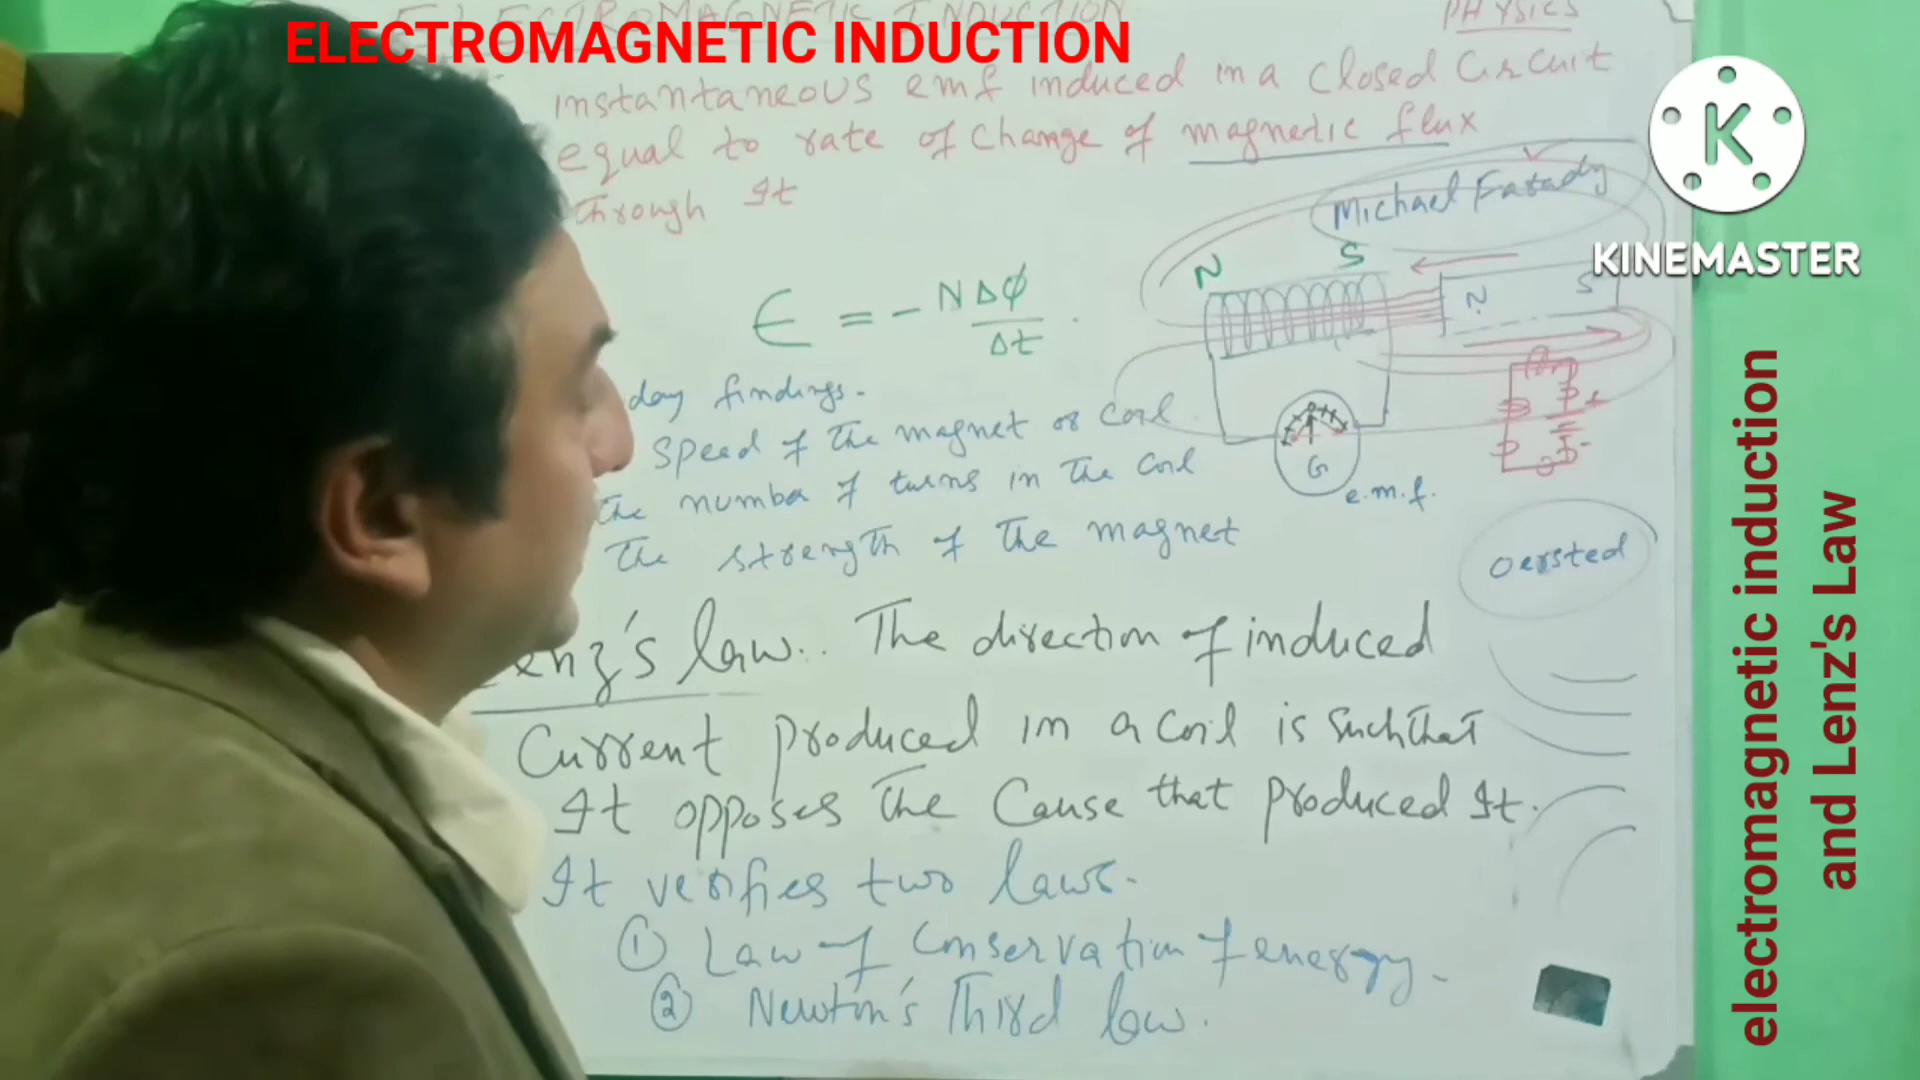 ELECTROMAGNETIC INDUCTION
ELECTROMAGNETIC INDUCTION
PHYSICS
instantaneous emf induced in a closed Circuit
equal to rate of change of magnetic flux
through It
Michael Faraday
KINEMASTER
K
N S
N S
ϵ = - NΔφ
Δt
day findings.
speed of the magnet or coil
the number of turns in the coil
the strength of the magnet
G
e.m.f.
oersted
enz's law.. The direction of induced
Current produced in a coil is such that
It opposes the Cause that produced It.
It verifies two laws.
① Law of Conservation of energy.
② Newton's Third law.
electromagnetic induction
and Lenz's Law